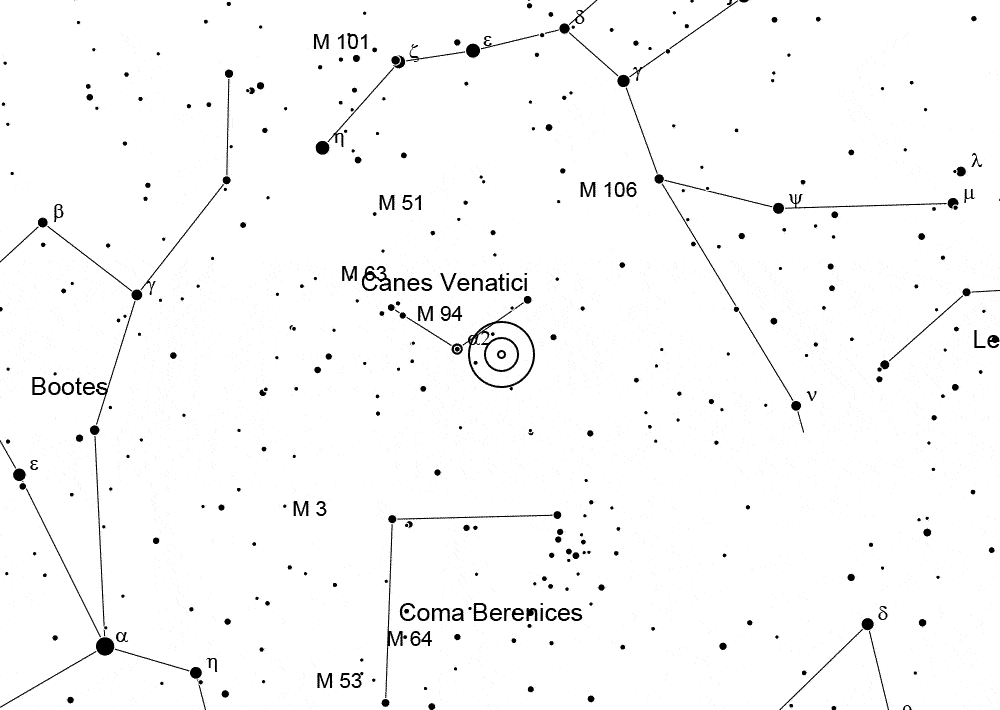 δ
M 101 ζ ε
γ
η
λ
M 106 ψ μ
M 51
β
M 63
γ Canes Venatici
M 94
α2
Le
Bootes
ν
ε
M 3
Coma Berenices
δ
α M 64
η
M 53